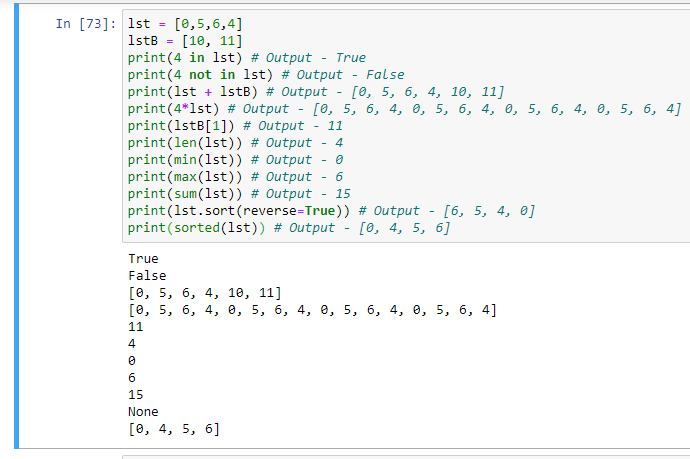 In [73]: lst = [0,5,6,4]
lstB = [10, 11]
print(4 in lst) # Output - True
print(4 not in lst) # Output - False
print(lst + lstB) # Output - [0, 5, 6, 4, 10, 11]
print(4*lst) # Output - [0, 5, 6, 4, 0, 5, 6, 4, 0, 5, 6, 4, 0, 5, 6, 4]
print(lstB[1]) # Output - 11
print(len(lst)) # Output - 4
print(min(lst)) # Output - 0
print(max(lst)) # Output - 6
print(sum(lst)) # Output - 15
print(lst.sort(reverse=True)) # Output - [6, 5, 4, 0]
print(sorted(lst)) # Output - [0, 4, 5, 6]
True
False
[0, 5, 6, 4, 10, 11]
[0, 5, 6, 4, 0, 5, 6, 4, 0, 5, 6, 4, 0, 5, 6, 4]
11
4
0
6
15
None
[0, 4, 5, 6]